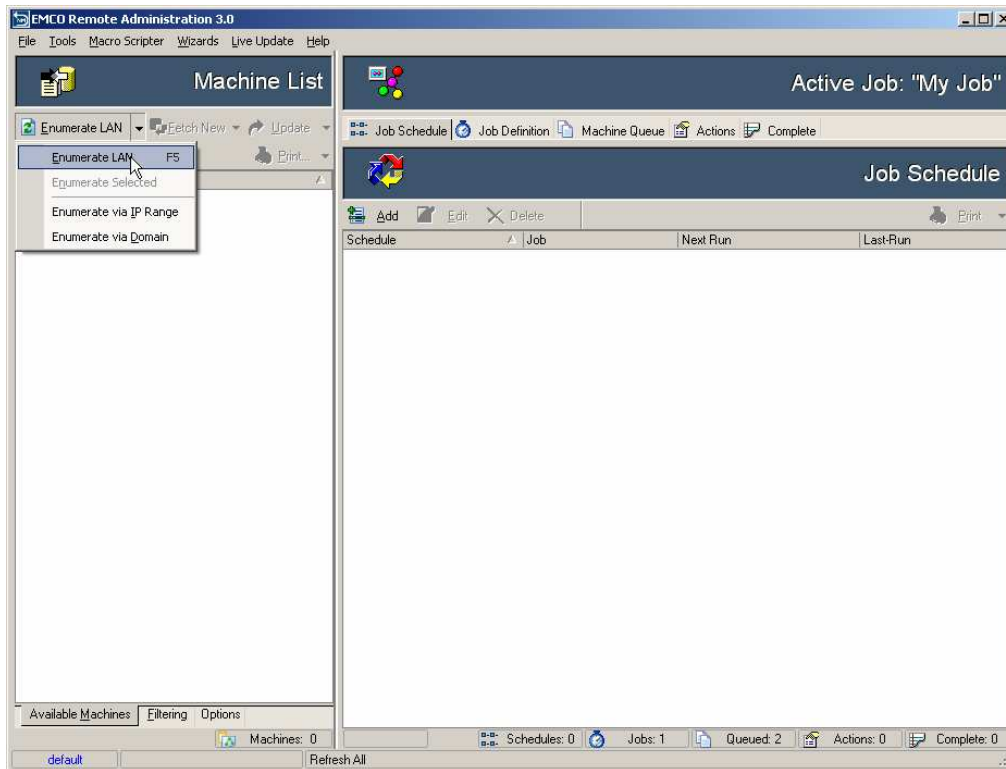 EMCO Remote Administration 3.0
File Tools Macro Scripter Wizards Live Update Help
Machine List
Active Job: "My Job"
Enumerate LAN Fetch New Update
Job Schedule Job Definition Machine Queue Actions Complete
Enumerate LAN F5
Print...
Enumerate Selected
Enumerate via IP Range
Enumerate via Domain
Job Schedule
Add Edit Delete Print
Schedule Job Next Run Last-Run
Available Machines Filtering Options
Machines: 0
Schedules: 0 Jobs: 1 Queued: 2 Actions: 0 Complete: 0
default Refresh All